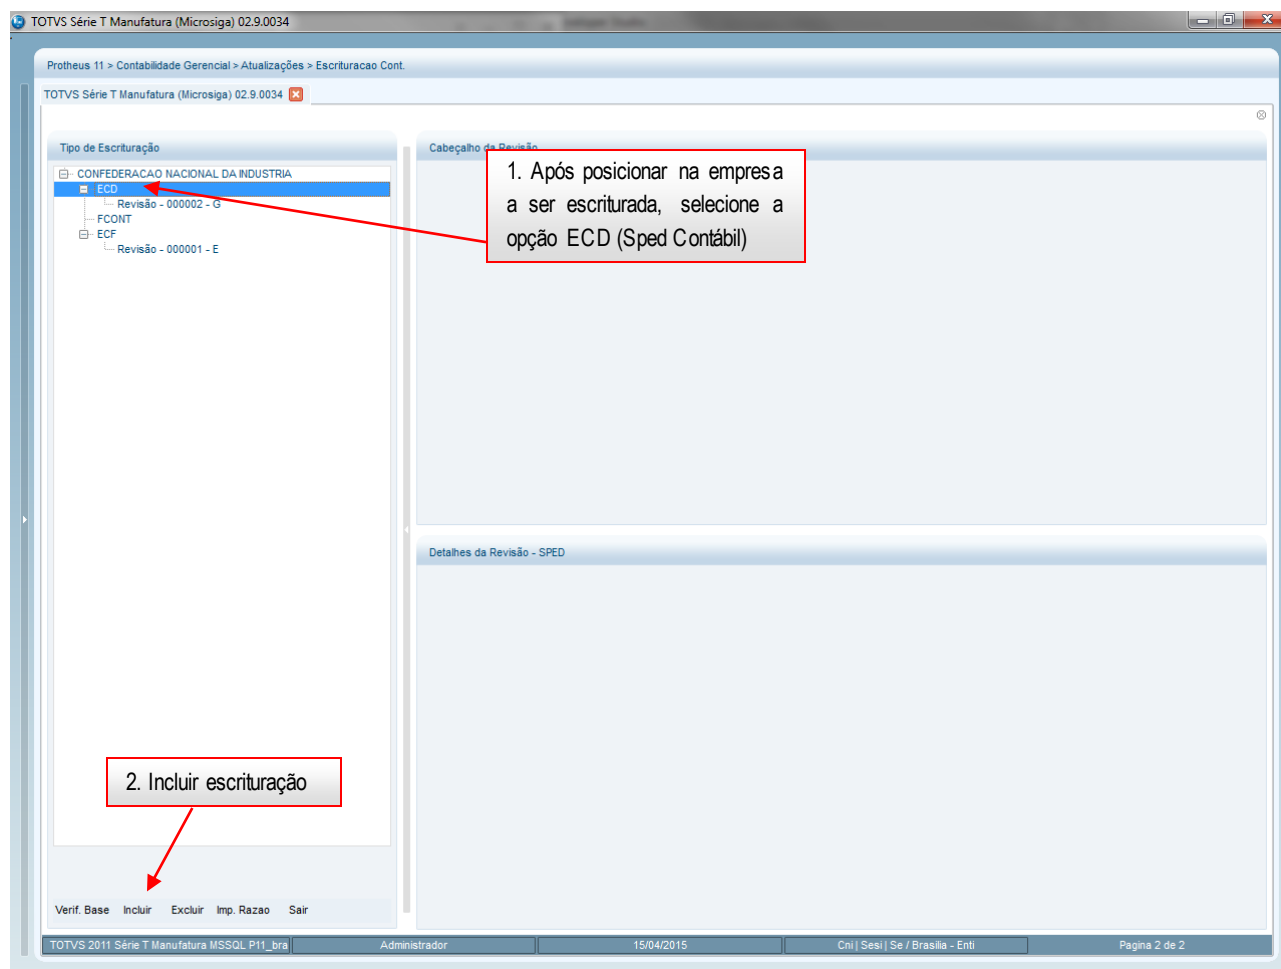 TOTVS Série T Manufatura (Microsiga) 02.9.0034
Protheus 11 > Contabilidade Gerencial > Atualizações > Escrituracao Cont.
TOTVS Série T Manufatura (Microsiga) 02.9.0034
Tipo de Escrituração
CONFEDERACAO NACIONAL DA INDUSTRIA
ECD
Revisão - 000002 - G
FCONT
ECF
Revisão - 000001 - E
Cabeçalho da Revisão
1. Após posicionar na empresa
a ser escriturada, selecione a
opção ECD (Sped Contábil)
Detalhes da Revisão - SPED
2. Incluir escrituração
Verif. Base Incluir Excluir Imp. Razao Sair
TOTVS 2011 Série T Manufatura MSSQL P11_bra Administrador 15/04/2015 Cni | Sesi | Se / Brasilia - Enti Pagina 2 de 2